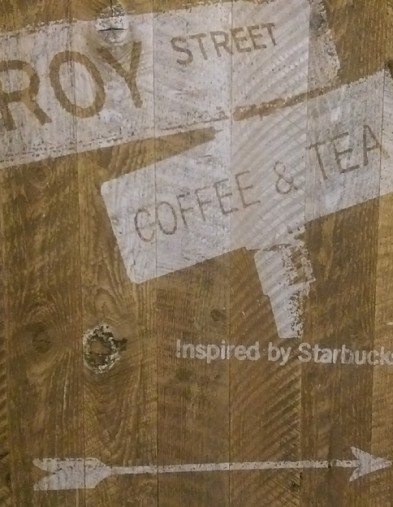 ROY STREET
COFFEE & TEA
Inspired by Starbucks